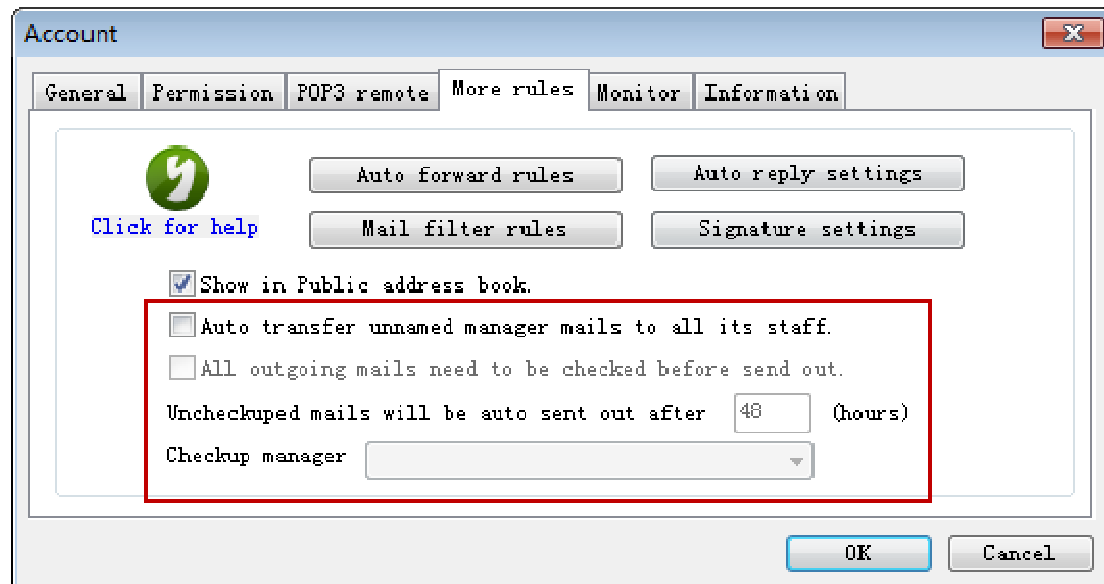 Account
General Permission POP3 remote More rules Monitor Information
Auto forward rules Auto reply settings
Click for help Mail filter rules Signature settings
Show in Public address book.
Auto transfer unnamed manager mails to all its staff.
All outgoing mails need to be checked before send out.
Uncheckuped mails will be auto sent out after 48 (hours)
Checkup manager
OK Cancel